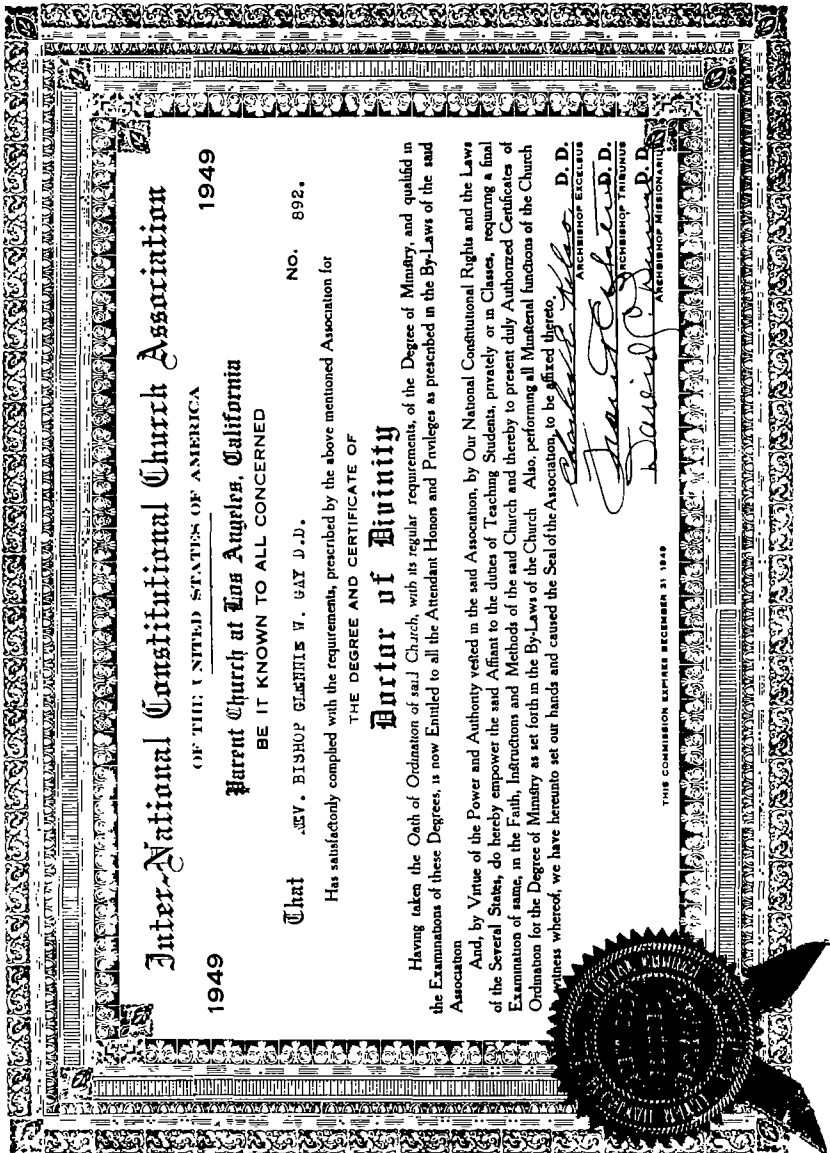 Inter-National Constitutional Church Association
OF THE UNITED STATES OF AMERICA
1949 1949
Parent Church at Los Angeles, California
BE IT KNOWN TO ALL CONCERNED
That REV. BISHOP GLENNIE W. GAY D.D. No. 892.
Has satisfactorily complied with the requirements, prescribed by the above mentioned Association for
THE DEGREE AND CERTIFICATE OF
Doctor of Divinity
Having taken the Oath of Ordination of said Church, with its regular requirements, of the Degree of Ministry, and qualified in
the Examinations of these Degrees, is now Entitled to all the Attendant Honors and Privileges as prescribed in the By-Laws of the said
Association
And, by Virtue of the Power and Authority vested in the said Association, by Our National Constitutional Rights and the Laws
of the Several States, do hereby empower the said Affiant to the duties of Teaching Students, privately or in Classes, requiring a final
Examination of same, in the Faith, Instructions and Methods of the said Church and thereby to present duly Authorized Certificates of
Ordination for the Degree of Ministry as set forth in the By-Laws of the Church Also, performing all Ministerial functions of the Church
witness whereof, we have hereunto set our hands and caused the Seal of the Association, to be affixed thereto.
D. D.
ARCHBISHOP EXCELSUS
D. D.
ARCHBISHOP TRIBUNUS
D. D.
ARCHBISHOP MISSIONARIUS
THIS COMMISSION EXPIRES DECEMBER 31 1949